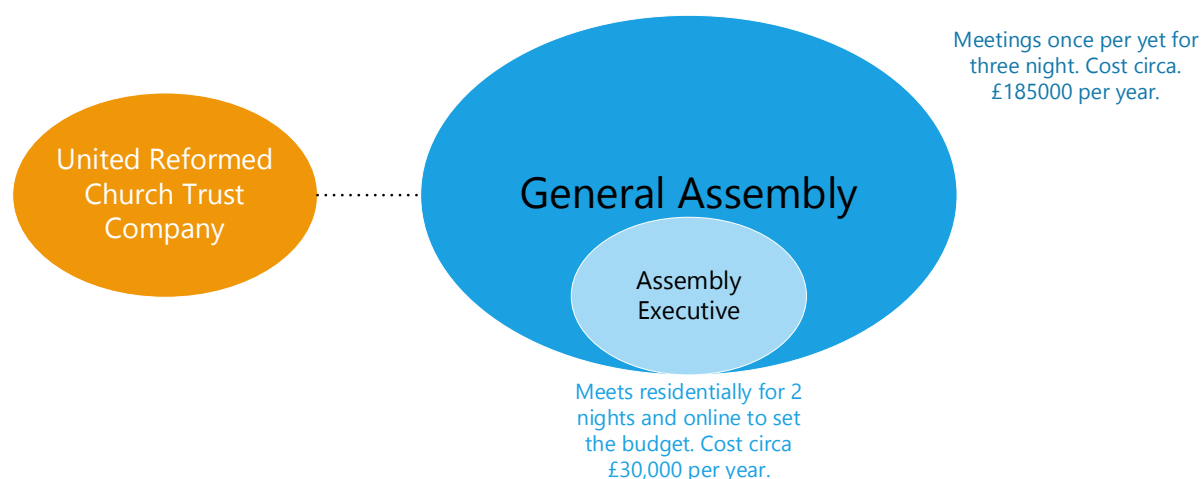 Meetings once per yet for
three night. Cost circa.
£185000 per year.
United Reformed
Church Trust
Company
General Assembly
Assembly
Executive
Meets residentially for 2
nights and online to set
the budget. Cost circa
£30,000 per year.